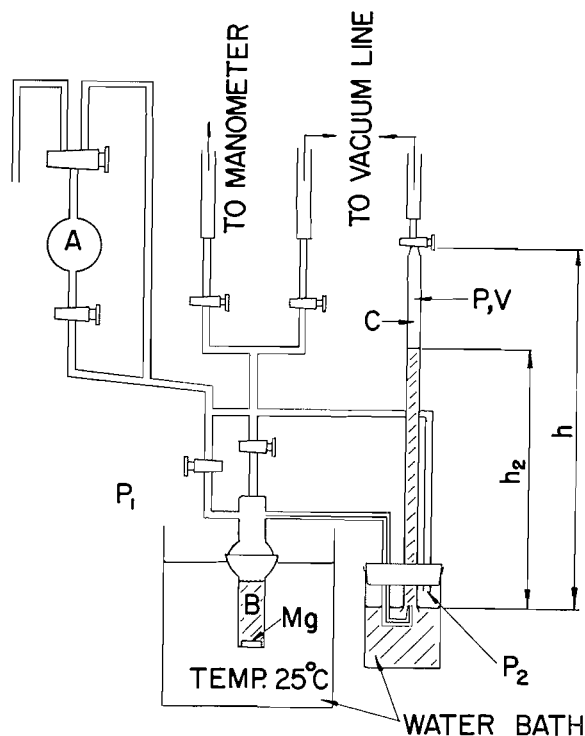 TO MANOMETER
TO VACUUM LINE
A
P,V
C
h
h₂
P₁
B
Mg
P₂
TEMP. 25°C
WATER BATH